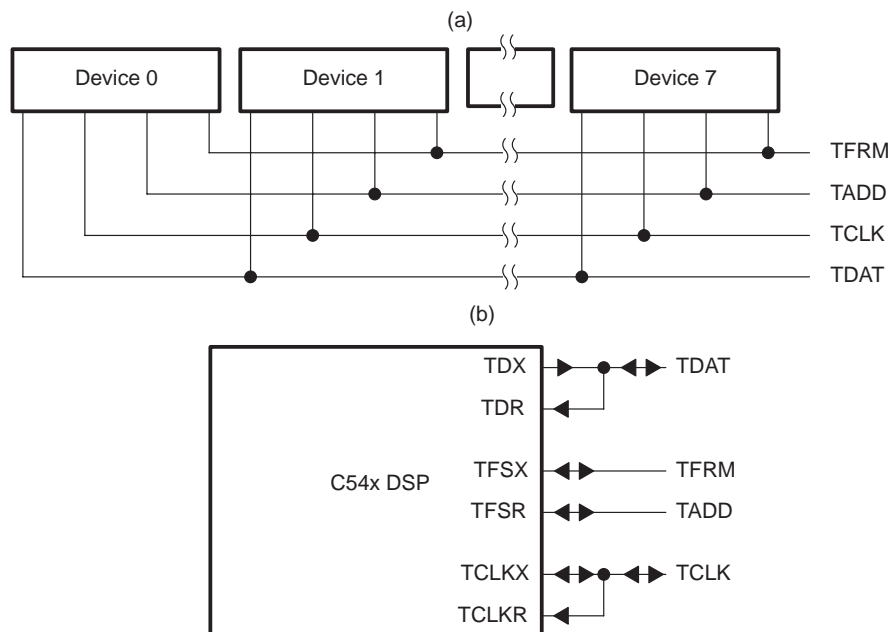 (a)
Device 0 Device 1 Device 7
TFRM
TADD
TCLK
TDAT
(b)
TDX TDAT
TDR
TFSX TFRM
C54x DSP
TFSR TADD
TCLKX TCLK
TCLKR